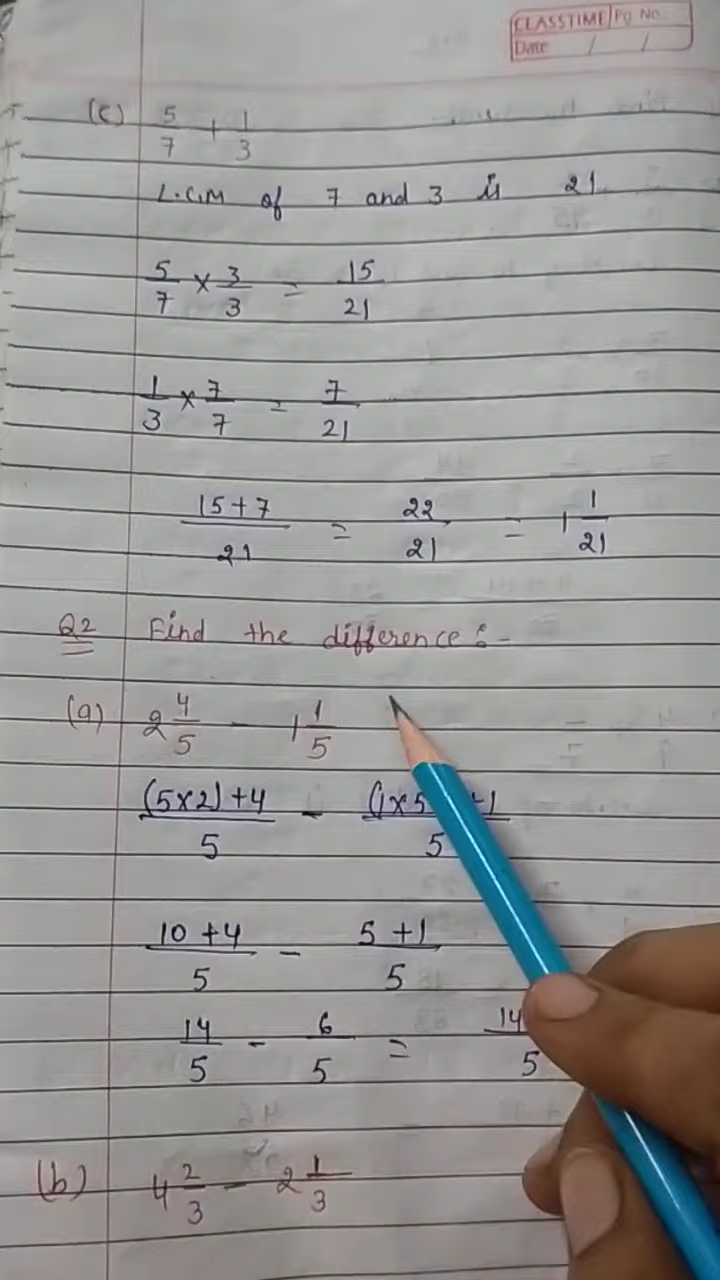 CLASSTIME Pg No.
Date / /
(c) 5/7 + 1/3
L.C.M of 7 and 3 is 21
5/7 × 3/3 = 15/21
1/3 × 7/7 = 7/21
15+7/21 = 22/21 = 1 1/21
Q2 Find the difference :-
(a) 2 4/5 - 1 1/5
(5×2)+4/5 - (1×5 +1/5
10+4/5 - 5+1/5
14/5 - 6/5 = 14 /5
(b) 4 2/3 - 2 1/3